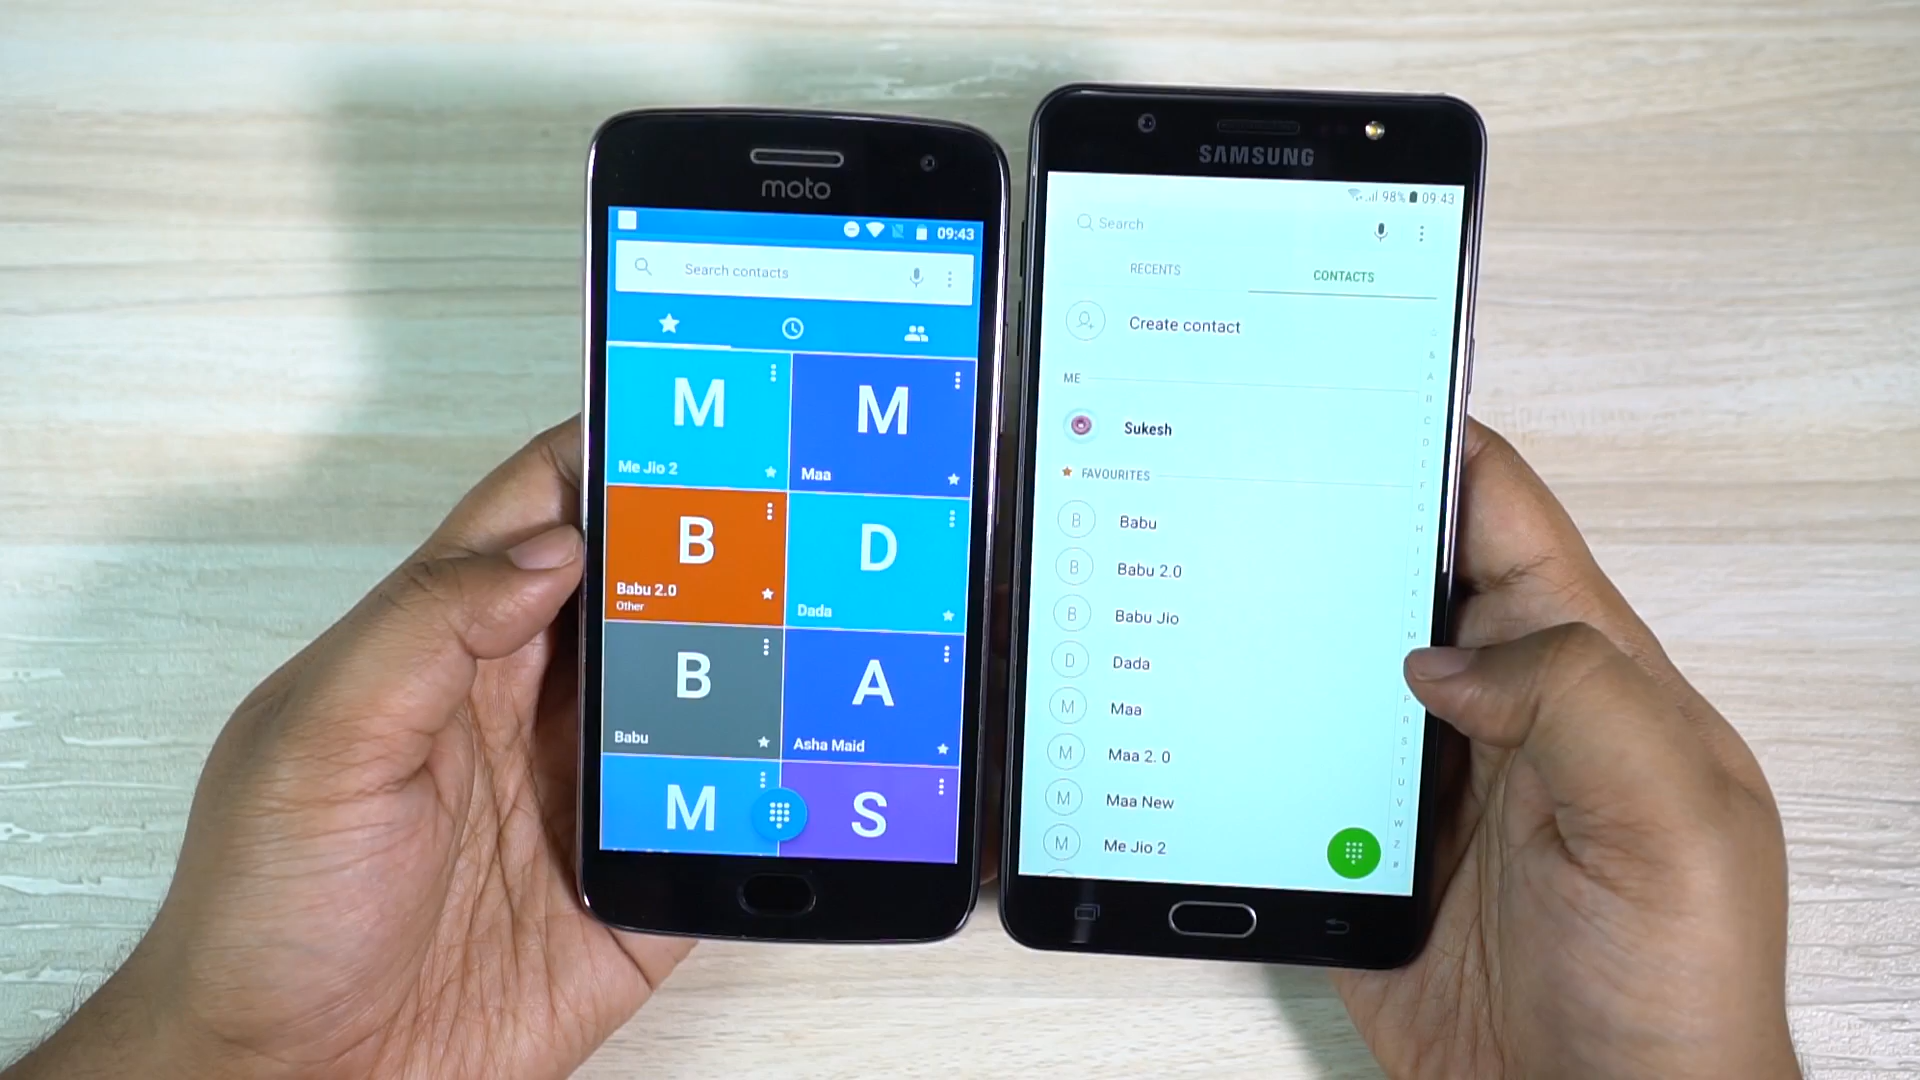 moto
09:43
Search contacts
M
Me Jio 2
M
Maa
B
Babu 2.0
Other
D
Dada
B
Babu
A
Asha Maid
M
S
SAMSUNG
98% 09:43
Search
RECENTS
CONTACTS
Create contact
ME
Sukesh
FAVOURITES
B Babu
B Babu 2.0
B Babu Jio
D Dada
M Maa
M Maa 2. 0
M Maa New
M Me Jio 2
&
A
B
C
D
E
F
G
H
I
J
K
L
M
P
R
S
T
U
V
W
Z
#